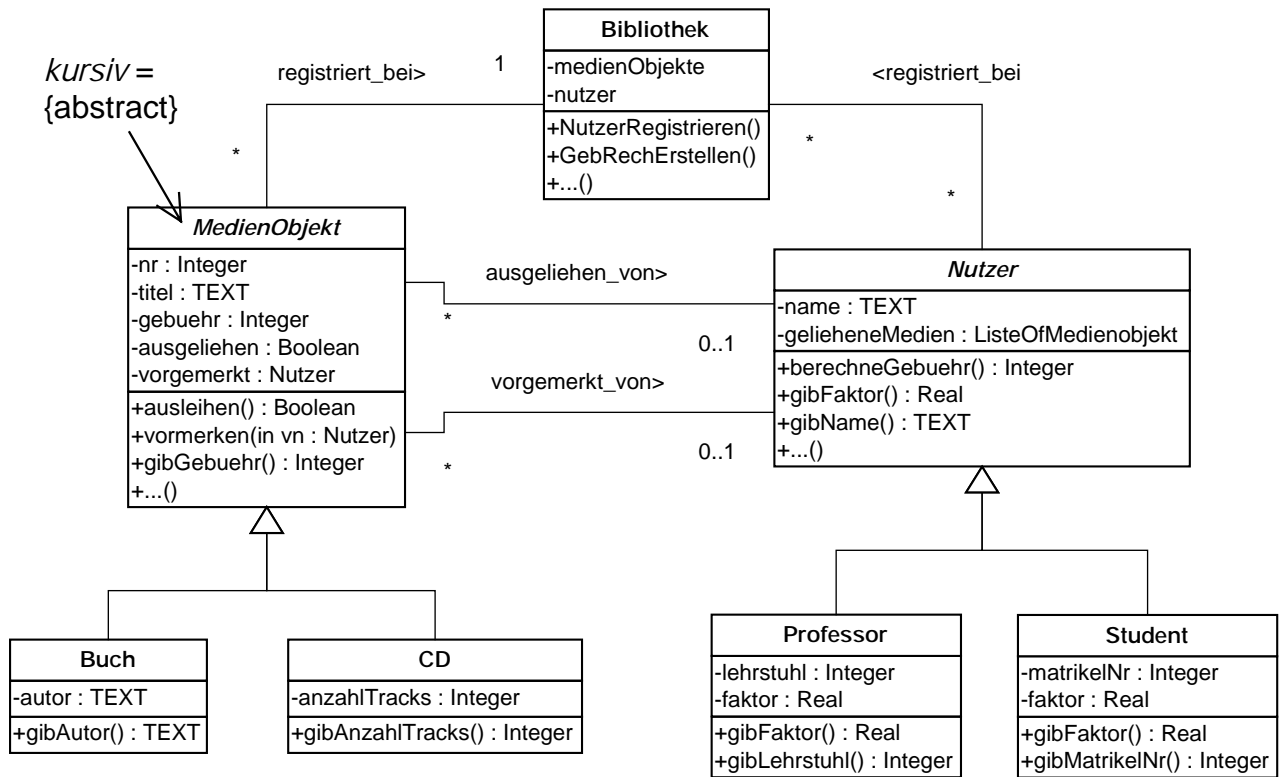 Bibliothek
-medienObjekte
-nutzer
+NutzerRegistrieren()
+GebRechErstellen()
+...()
kursiv =
{abstract}
registriert_bei>
1
*
<registriert_bei
*
*
MedienObjekt
-nr : Integer
-titel : TEXT
-gebuehr : Integer
-ausgeliehen : Boolean
-vorgemerkt : Nutzer
+ausleihen() : Boolean
+vormerken(in vn : Nutzer)
+gibGebuehr() : Integer
+...()
ausgeliehen_von>
*
0..1
vorgemerkt_von>
*
0..1
Nutzer
-name : TEXT
-gelieheneMedien : ListeOfMedienobjekt
+berechneGebuehr() : Integer
+gibFaktor() : Real
+gibName() : TEXT
+...()
Buch
-autor : TEXT
+gibAutor() : TEXT
CD
-anzahlTracks : Integer
+gibAnzahlTracks() : Integer
Professor
-lehrstuhl : Integer
-faktor : Real
+gibFaktor() : Real
+gibLehrstuhl() : Integer
Student
-matrikelNr : Integer
-faktor : Real
+gibFaktor() : Real
+gibMatrikelNr() : Integer